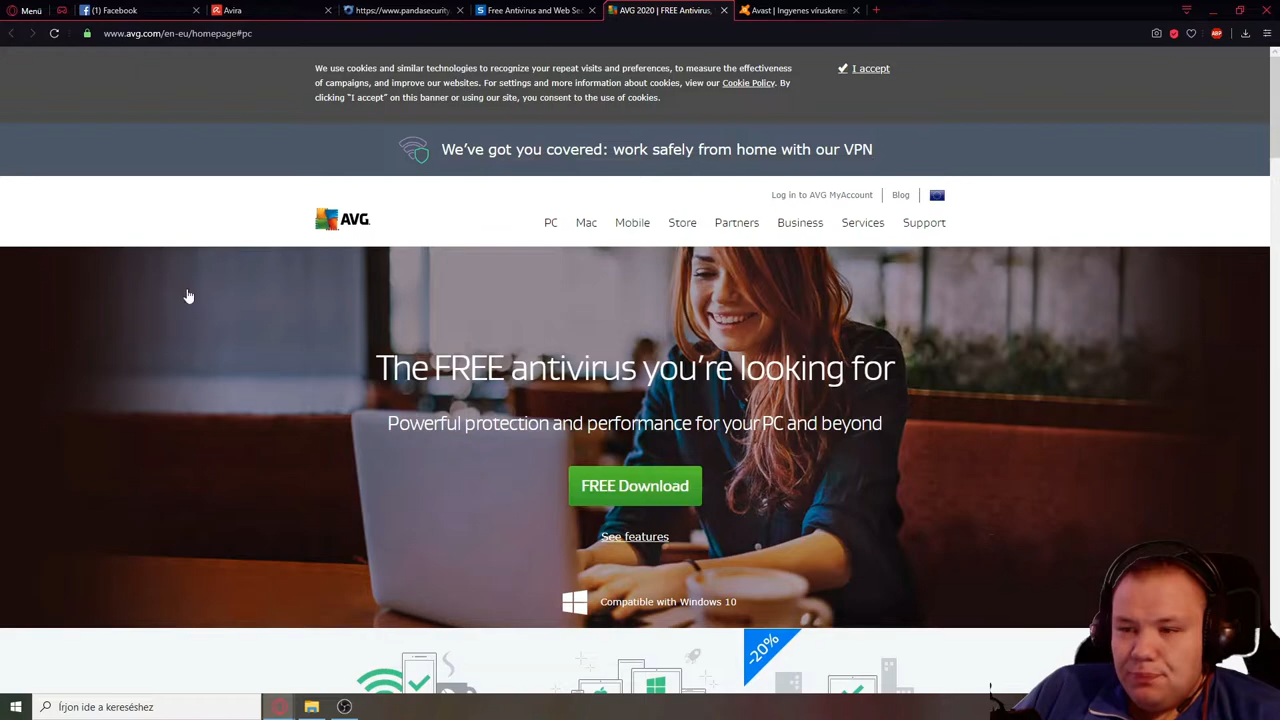 Menü
(1) Facebook
Avira
https://www.pandasecurity.
Free Antivirus and Web Sec
AVG 2020 | FREE Antivirus,
Avast | Ingyenes víruskeres
www.avg.com/en-eu/homepage#pc
ABP
We use cookies and similar technologies to recognize your repeat visits and preferences, to measure the effectiveness
of campaigns, and improve our websites. For settings and more information about cookies, view our Cookie Policy. By
clicking "I accept" on this banner or using our site, you consent to the use of cookies.
I accept
We've got you covered: work safely from home with our VPN
Log in to AVG MyAccount
Blog
AVG.
PC
Mac
Mobile
Store
Partners
Business
Services
Support
The FREE antivirus you're looking for
Powerful protection and performance for your PC and beyond
FREE Download
See features
Compatible with Windows 10
-20%
Írjon ide a kereséshez